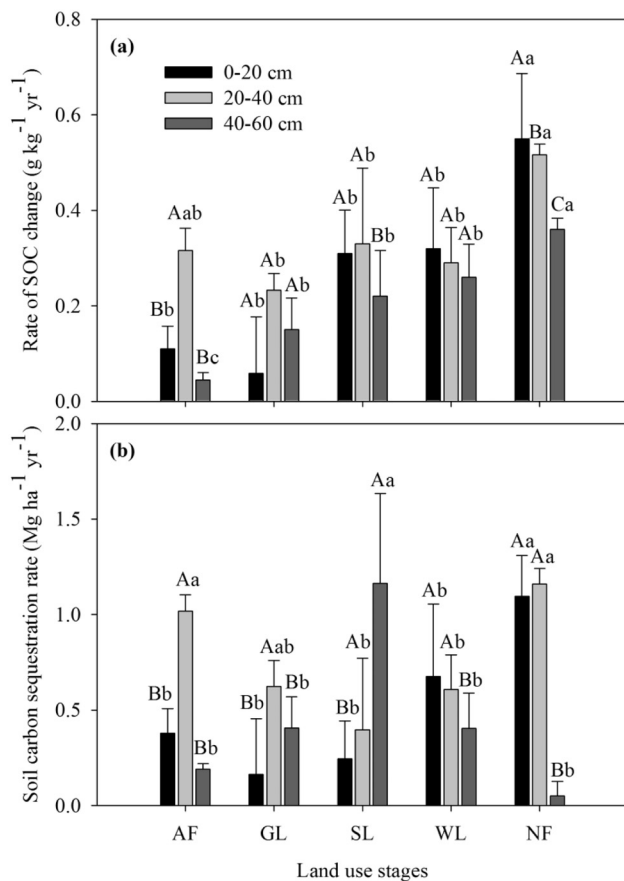 0.8
(a)
0-20 cm
20-40 cm
40-60 cm
Rate of SOC change (g kg⁻¹ yr⁻¹)
0.6
0.4
0.2
0.0
Bb Aab Bc
Ab Ab Ab
Ab Ab Bb
Ab Ab Ab
Aa Ba Ca
2.0
(b)
Soil carbon sequestration rate (Mg ha⁻¹ yr⁻¹)
1.5
1.0
0.5
0.0
Bb Aa Bb
Bb Aab Bb
Bb Ab Aa
Ab Ab Bb
Aa Aa Bb
AF GL SL WL NF
Land use stages